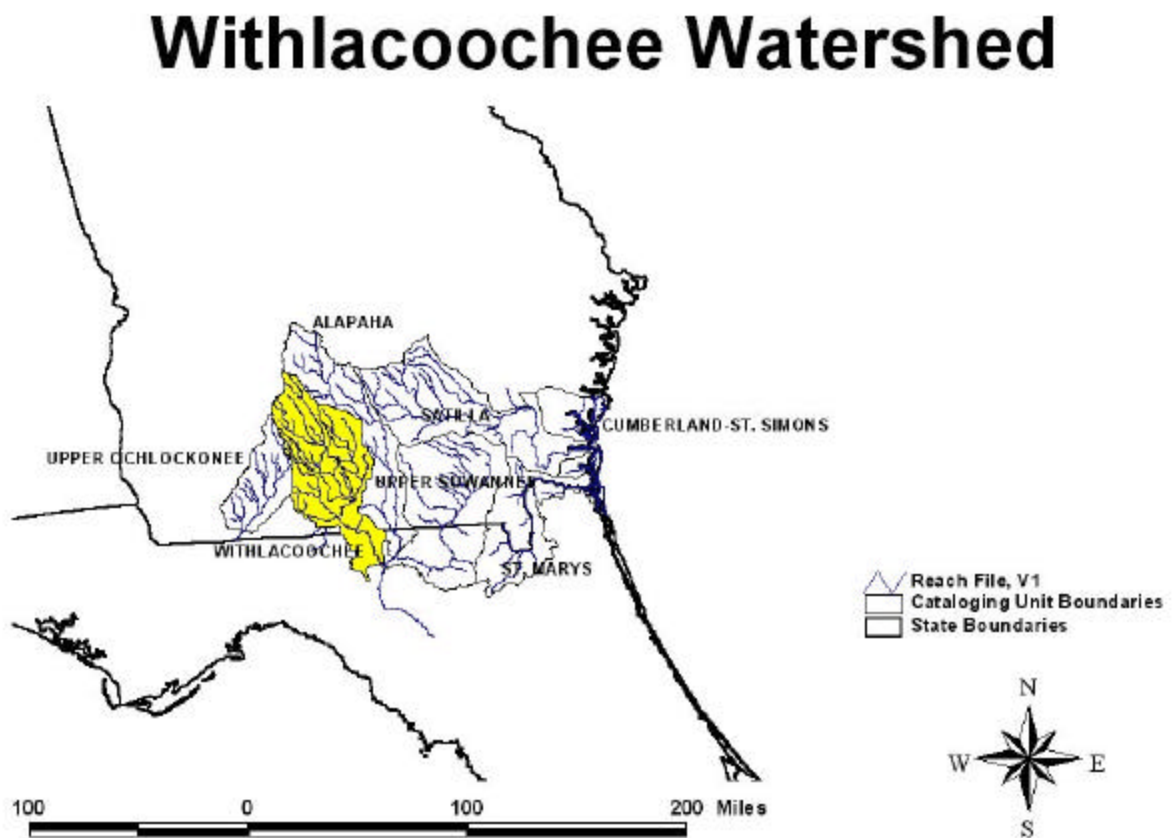 Withlacoochee Watershed
ALAPAHA
SATILLA
CUMBERLAND-ST. SIMONS
UPPER OCHLOCKONEE
UPPER SUWANNEE
WITHLACOOCHEE
ST. MARYS
Reach File, V1
Cataloging Unit Boundaries
State Boundaries
N
W E
S
100 0 100 200 Miles